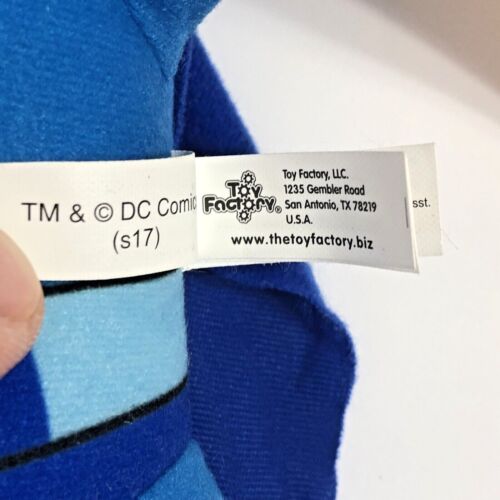 TM & © DC Comic
(s17)
Toy
Factory®
Toy Factory, LLC.
1235 Gembler Road
San Antonio, TX 78219
U.S.A.
www.thetoyfactory.biz
sst.